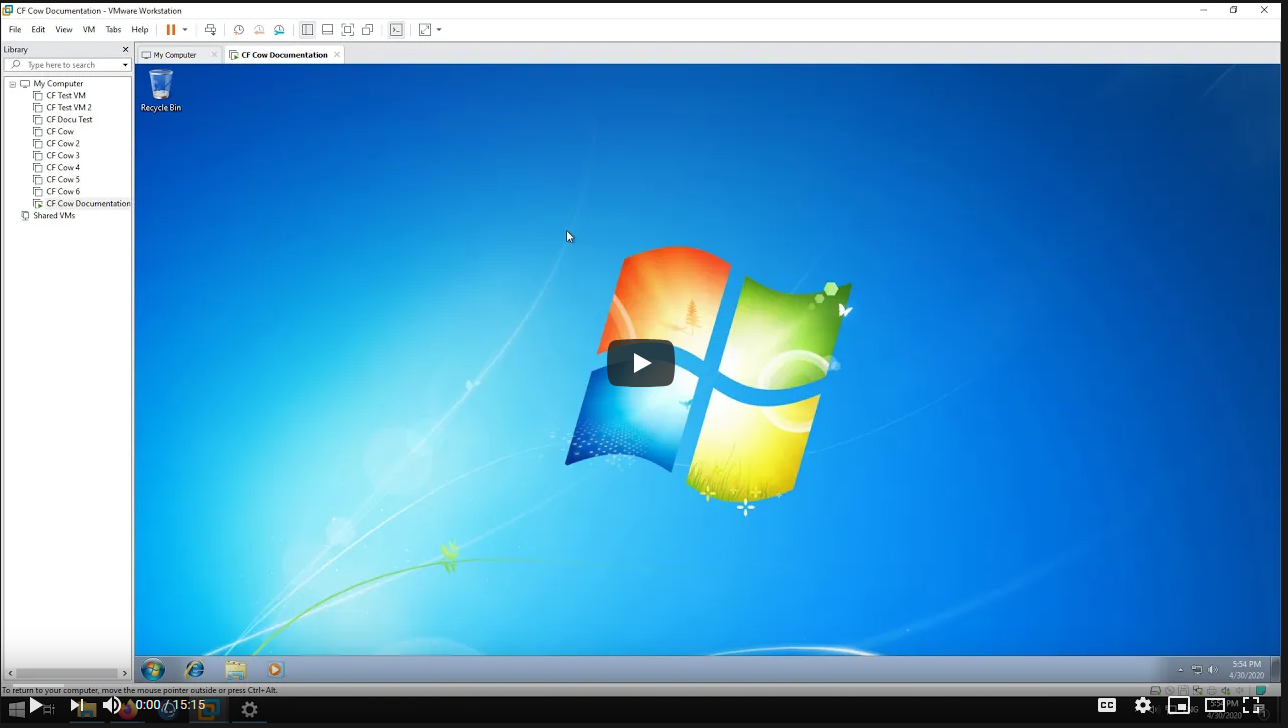 CF Cow Documentation - VMware Workstation
File Edit View VM Tabs Help
Library
Type here to search
My Computer
CF Test VM
CF Test VM 2
CF Docu Test
CF Cow
CF Cow 2
CF Cow 3
CF Cow 4
CF Cow 5
CF Cow 6
CF Cow Documentation
Shared VMs
My Computer
CF Cow Documentation
Recycle Bin
5:54 PM
4/30/2020
To return to your computer, move the mouse pointer outside or press Ctrl+Alt.
0:00 / 15:15
CC
4/30/2020